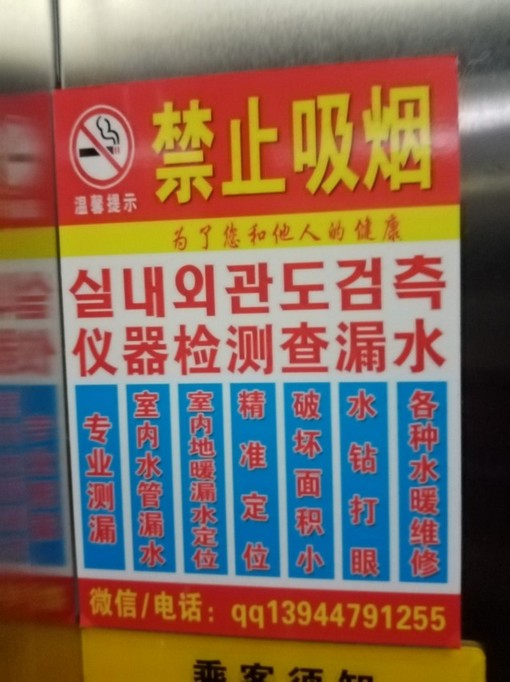 禁止吸烟
温馨提示
为了您和他人的健康
실내외관도검측
仪器检测查漏水
专业测漏
室内水管漏水
室内地暖漏水定位
精准定位
破坏面积小
水钻打眼
各种水暖维修
微信/电话：qq13944791255
乘客须知